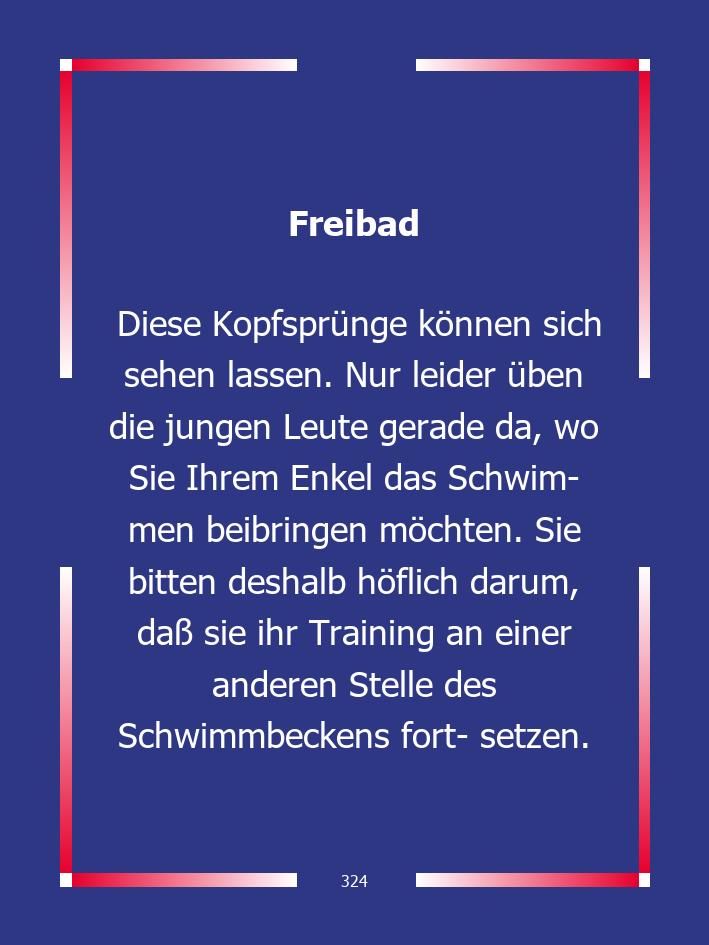 Freibad
Diese Kopfsprünge können sich
sehen lassen. Nur leider üben
die jungen Leute gerade da, wo
Sie Ihrem Enkel das Schwim-
men beibringen möchten. Sie
bitten deshalb höflich darum,
daß sie ihr Training an einer
anderen Stelle des
Schwimmbeckens fort- setzen.
324